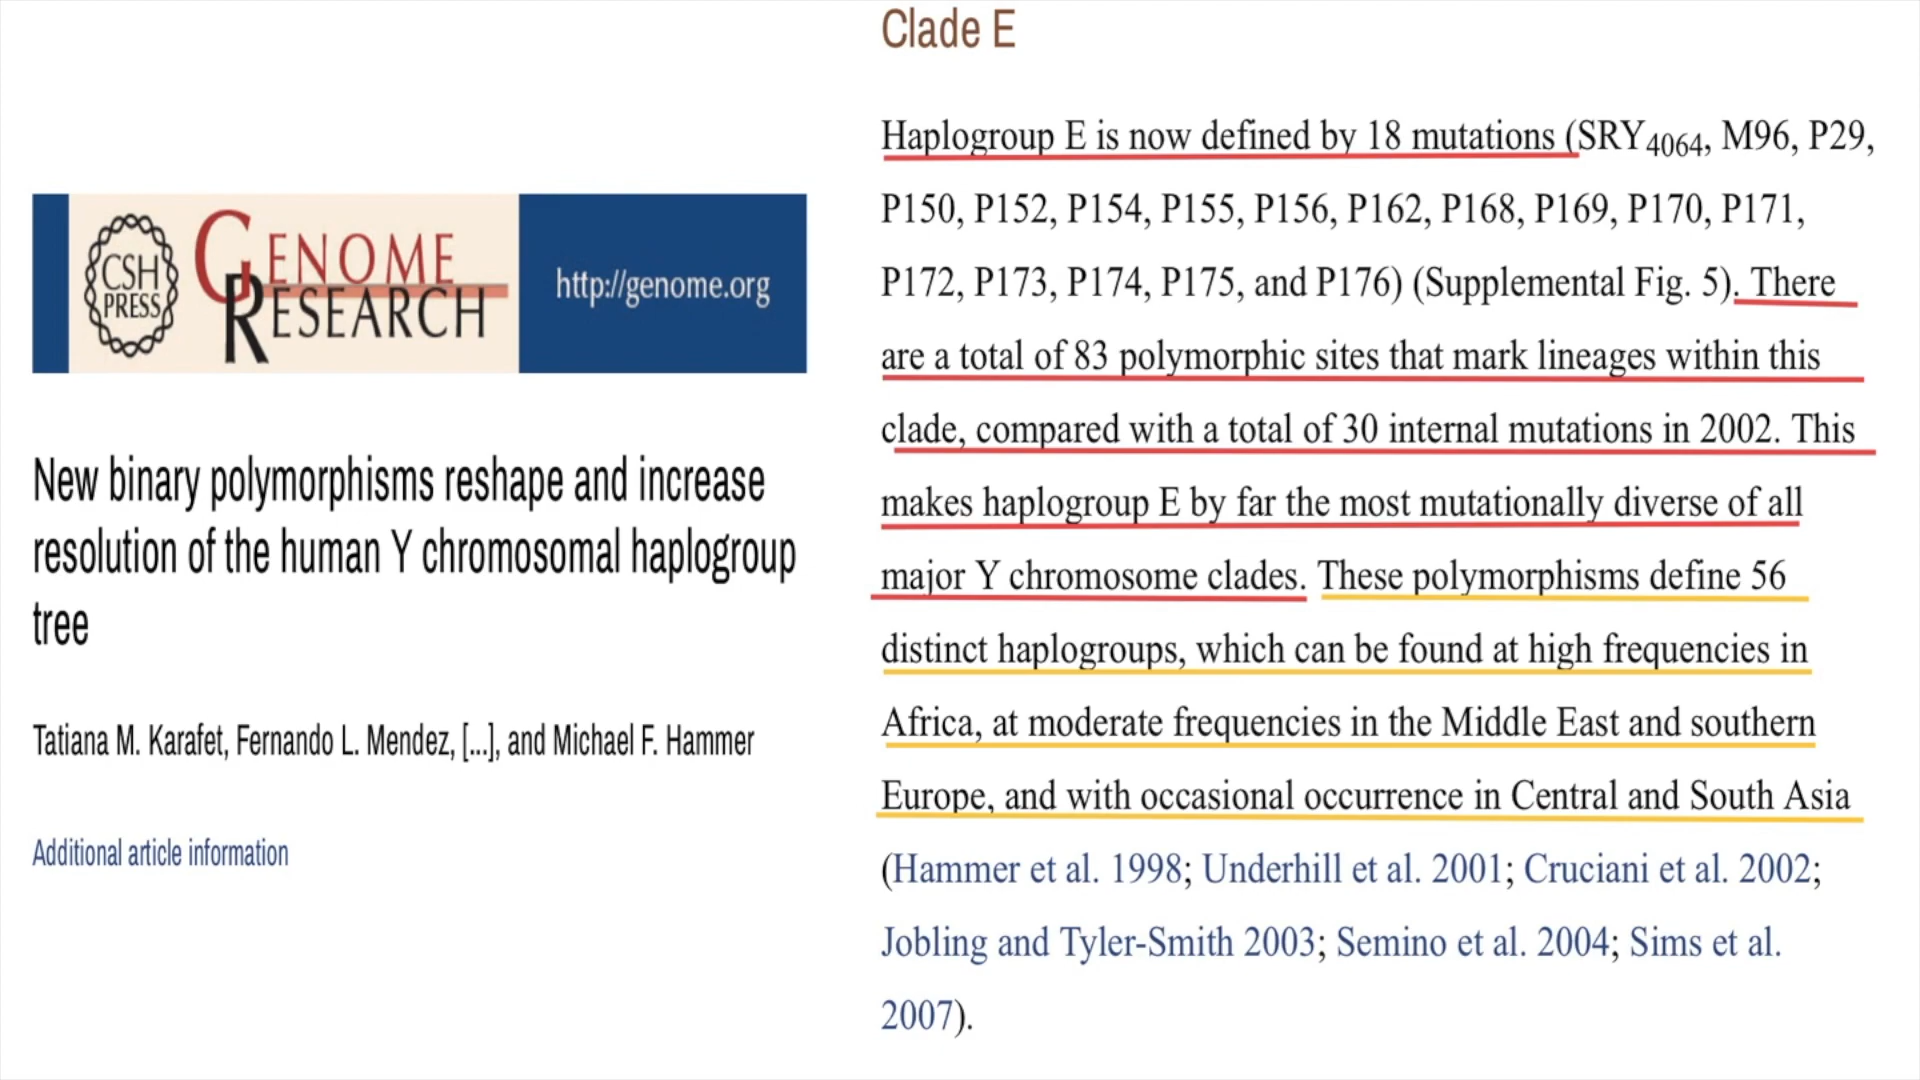 CSH
PRESS
GENOME
RESEARCH
http://genome.org
New binary polymorphisms reshape and increase
resolution of the human Y chromosomal haplogroup
tree
Tatiana M. Karafet, Fernando L. Mendez, [...], and Michael F. Hammer
Additional article information
Clade E
Haplogroup E is now defined by 18 mutations (SRY4064, M96, P29,
P150, P152, P154, P155, P156, P162, P168, P169, P170, P171,
P172, P173, P174, P175, and P176) (Supplemental Fig. 5). There
are a total of 83 polymorphic sites that mark lineages within this
clade, compared with a total of 30 internal mutations in 2002. This
makes haplogroup E by far the most mutationally diverse of all
major Y chromosome clades. These polymorphisms define 56
distinct haplogroups, which can be found at high frequencies in
Africa, at moderate frequencies in the Middle East and southern
Europe, and with occasional occurrence in Central and South Asia
(Hammer et al. 1998; Underhill et al. 2001; Cruciani et al. 2002;
Jobling and Tyler-Smith 2003; Semino et al. 2004; Sims et al.
2007).